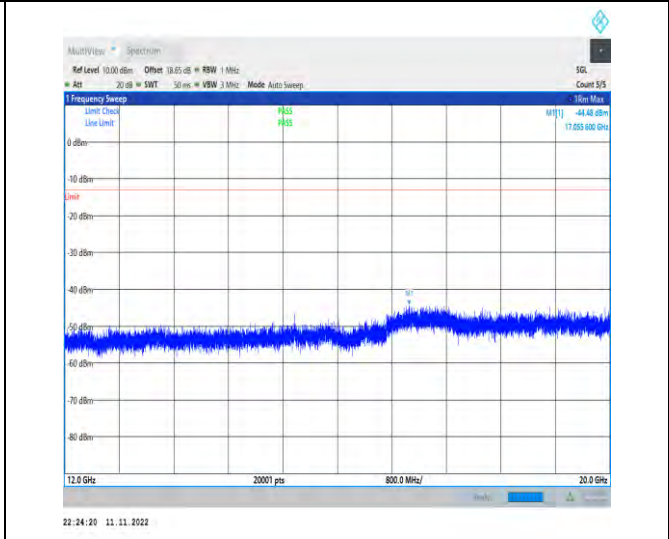 MultiView Spectrum
Ref Level 10.00 dBm Offset 18.65 dB RBW 1 MHz SGL
Att 20 dB SWT 50 ms VBW 3 MHz Mode Auto Sweep Count 5/5
1 Frequency Sweep 1Rm Max
Limit Check PASS M1[1] -44.48 dBm
Line Limit PASS 17.055 600 GHz
0 dBm
-10 dBm
Limit
-20 dBm
-30 dBm
-40 dBm
M1
-50 dBm
-60 dBm
-70 dBm
-80 dBm
12.0 GHz 20001 pts 800.0 MHz/ 20.0 GHz
22:24:20 11.11.2022